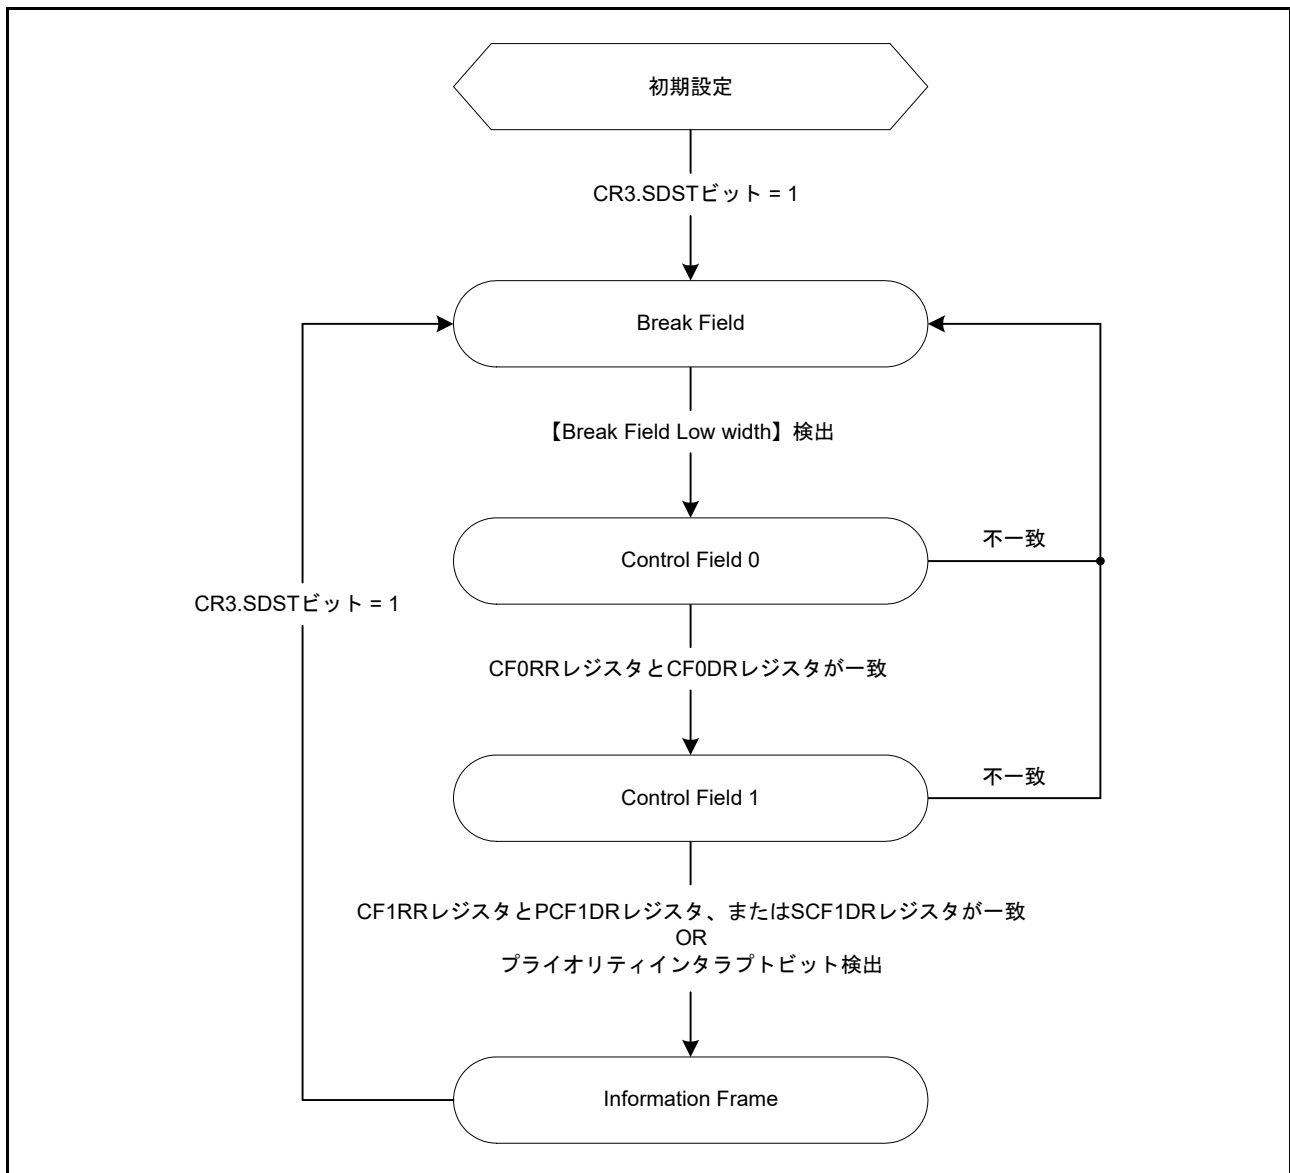 初期設定
CR3.SDSTビット = 1
Break Field
【Break Field Low width】検出
Control Field 0
不一致
CR3.SDSTビット = 1
CF0RRレジスタとCF0DRレジスタが一致
Control Field 1
不一致
CF1RRレジスタとPCF1DRレジスタ、またはSCF1DRレジスタが一致
OR
プライオリティインタラプトビット検出
Information Frame